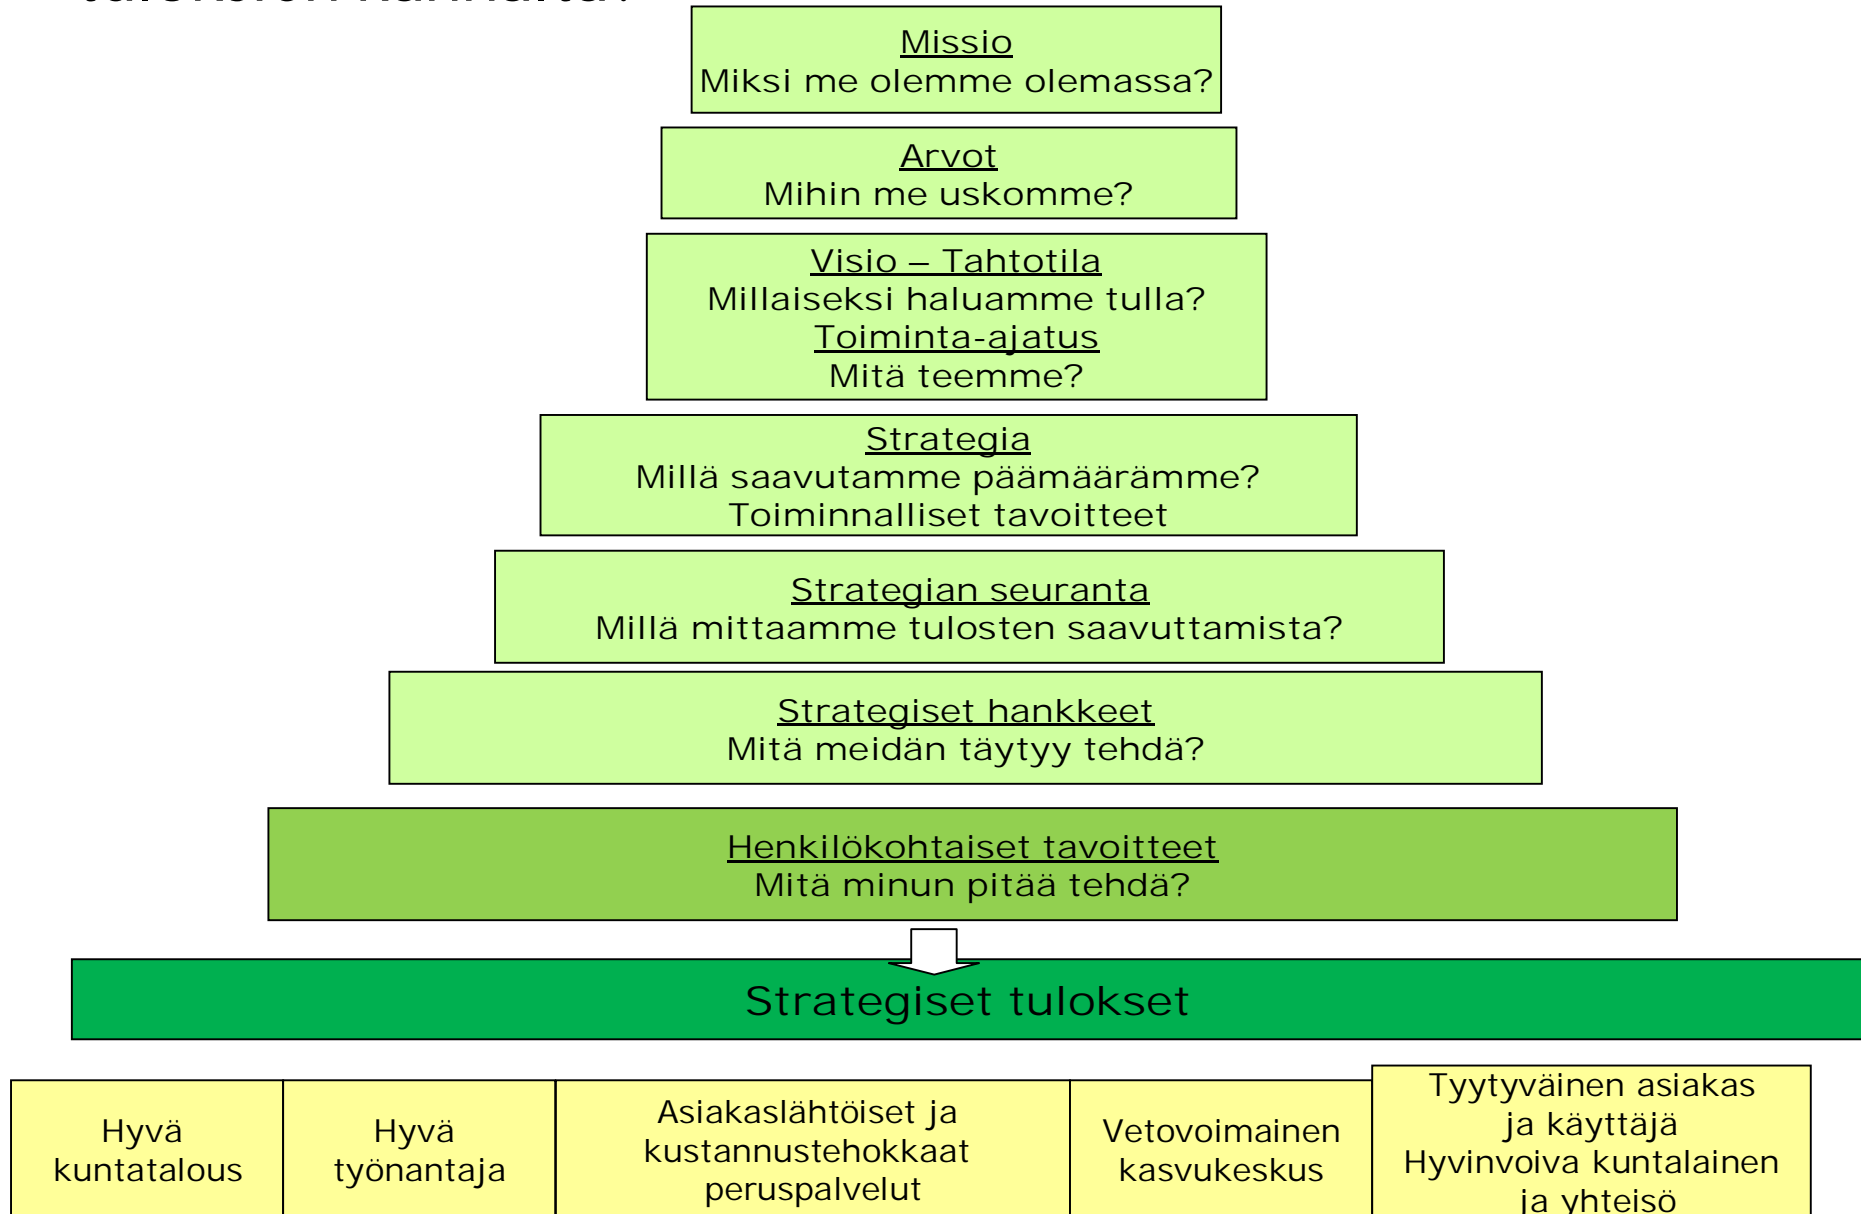 Missio
Miksi me olemme olemassa?
Arvot
Mihin me uskomme?
Visio – Tahtotila
Millaiseksi haluamme tulla?
Toiminta-ajatus
Mitä teemme?
Strategia
Millä saavutamme päämäärämme?
Toiminnalliset tavoitteet
Strategian seuranta
Millä mittaamme tulosten saavuttamista?
Strategiset hankkeet
Mitä meidän täytyy tehdä?
Henkilökohtaiset tavoitteet
Mitä minun pitää tehdä?
Strategiset tulokset
Hyvä
kuntatalous
Hyvä
työnantaja
Asiakaslähtöiset ja
kustannustehokkaat
peruspalvelut
Vetovoimainen
kasvukeskus
Tyytyväinen asiakas
ja käyttäjä
Hyvinvoiva kuntalainen
ja yhteisö